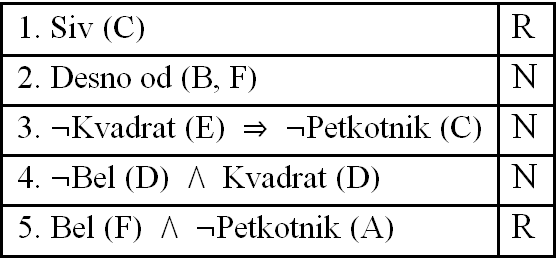 1. Siv (C) R
2. Desno od (B, F) N
3. ¬Kvadrat (E) ⇒ ¬Petkotnik (C) N
4. ¬Bel (D) ∧ Kvadrat (D) N
5. Bel (F) ∧ ¬Petkotnik (A) R